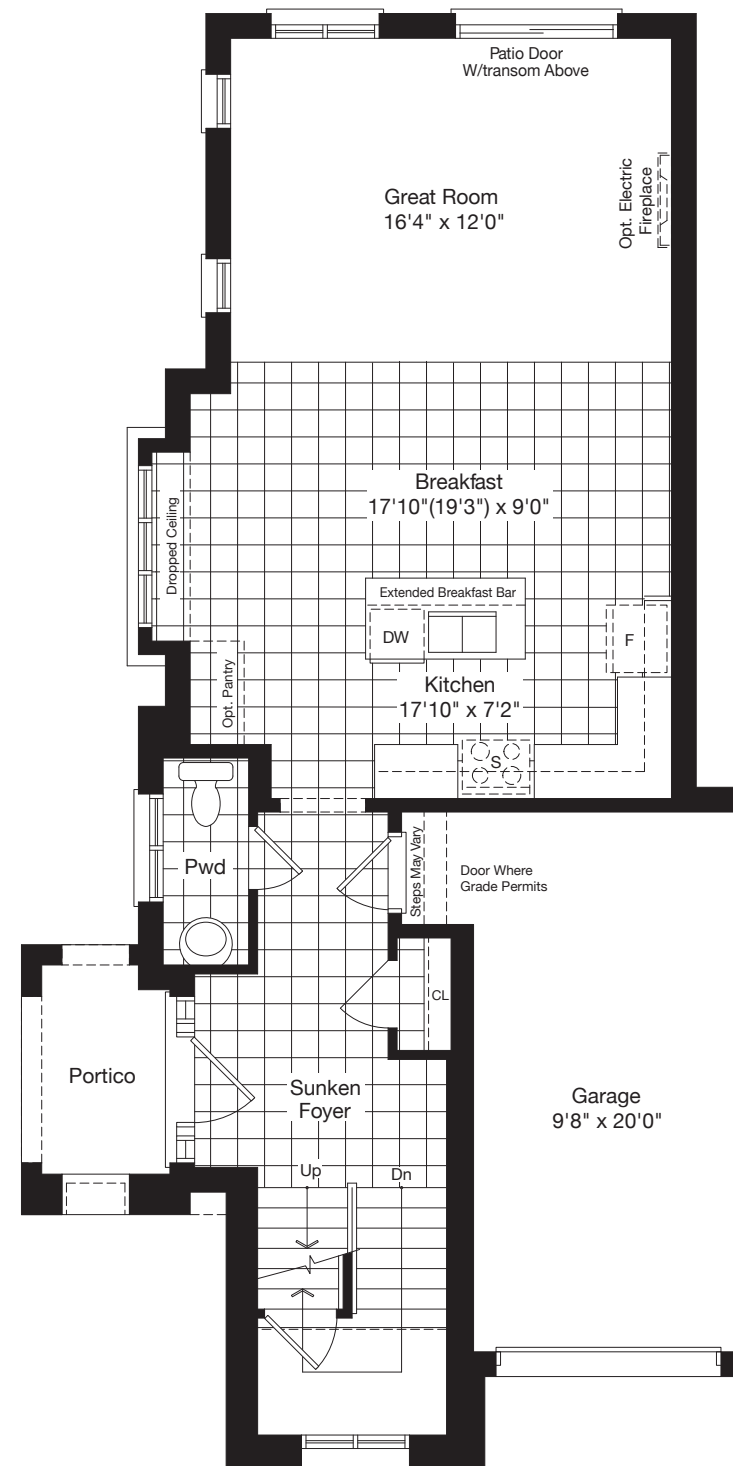 Patio Door
W/transom Above
Great Room
16'4" x 12'0"
Opt. Electric
Fireplace
Breakfast
17'10"(19'3") x 9'0"
Dropped Ceiling
Extended Breakfast Bar
DW
F
Opt. Pantry
Kitchen
17'10" x 7'2"
S
Pwd
Steps May Vary
Door Where
Grade Permits
CL
Portico
Sunken
Foyer
Garage
9'8" x 20'0"
Up
Dn